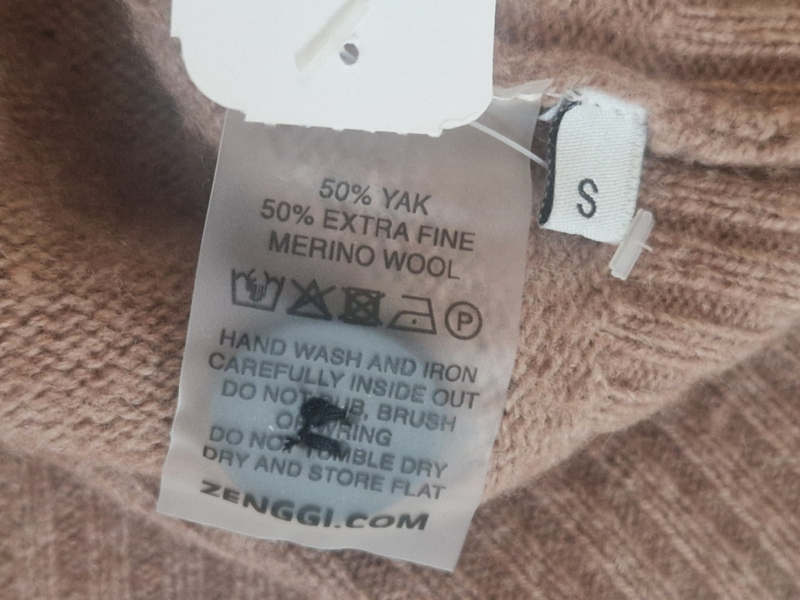 50% YAK
50% EXTRA FINE
MERINO WOOL
P
HAND WASH AND IRON
CAREFULLY INSIDE OUT
DO NOT RUB, BRUSH
OR WRING
DO NOT TUMBLE DRY
DRY AND STORE FLAT
ZENGGI.COM
S